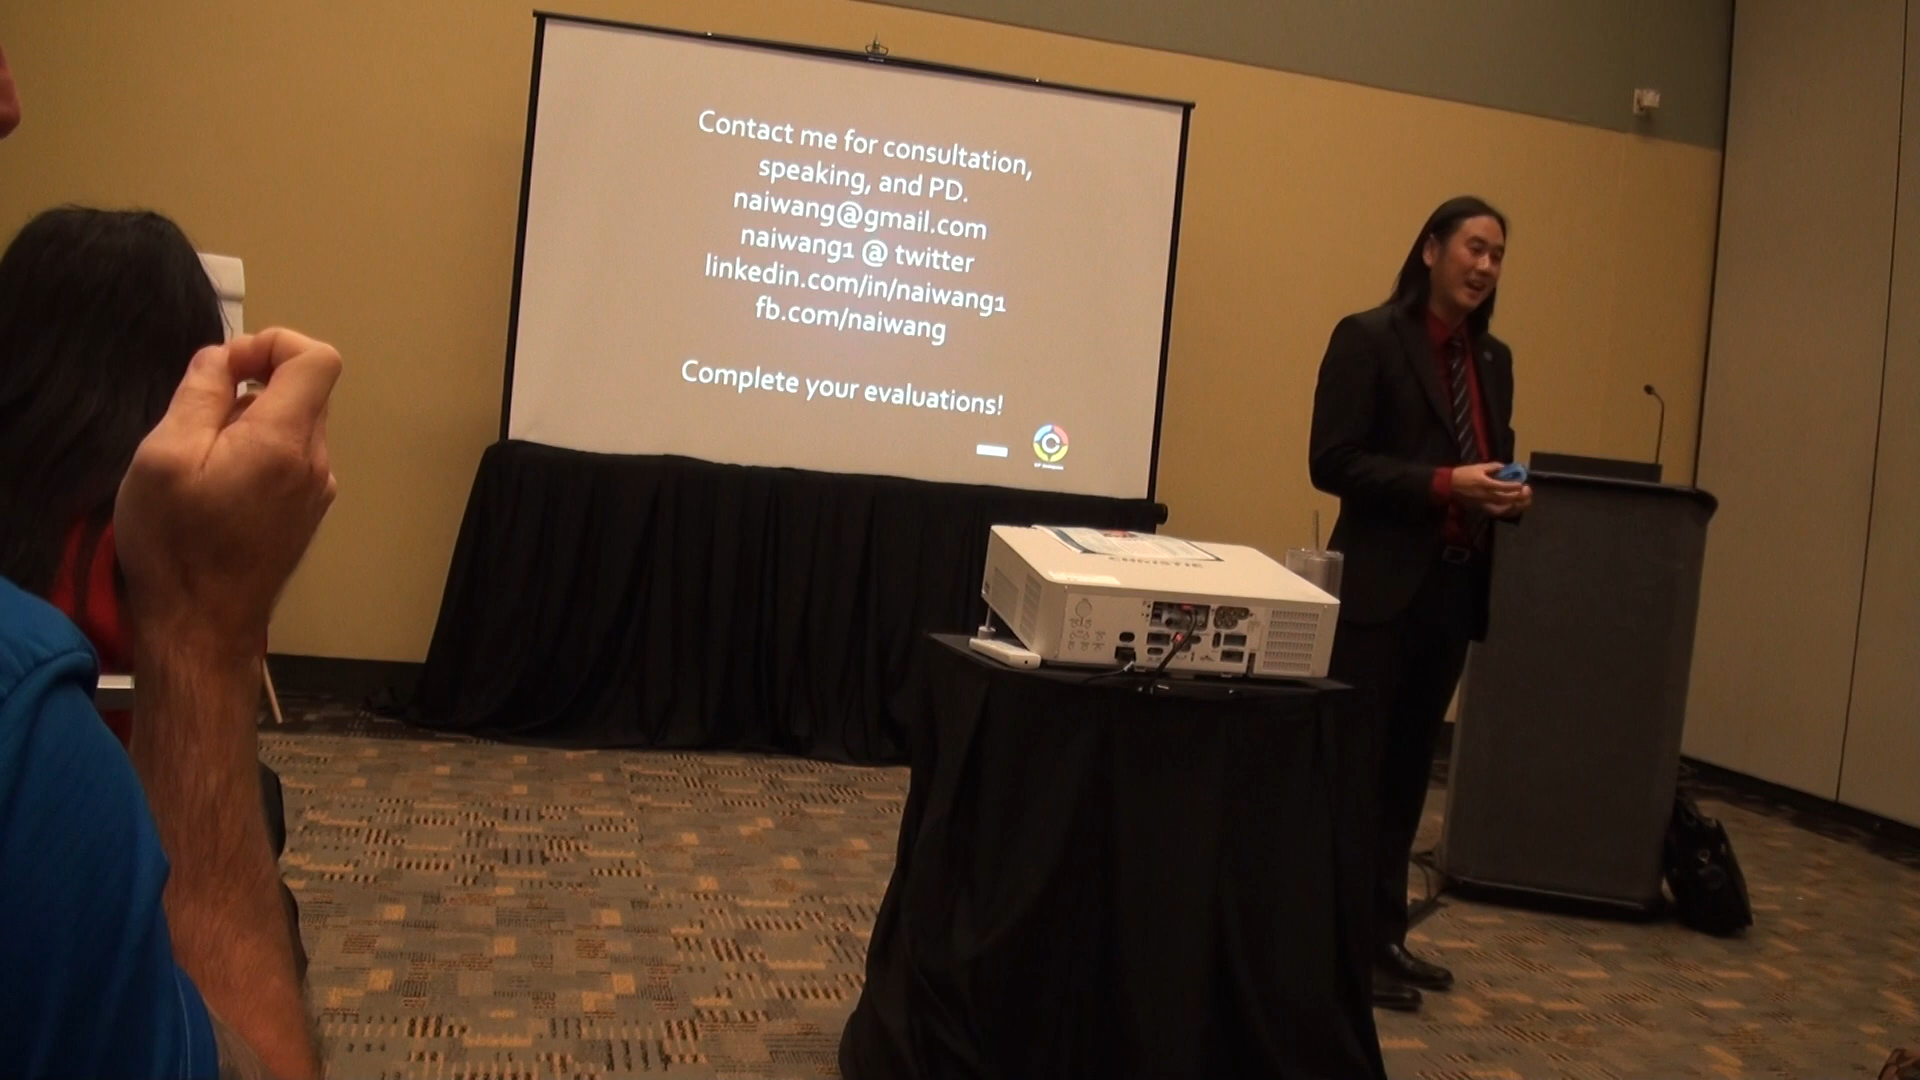 Contact me for consultation,
speaking, and PD.
naiwang@gmail.com
naiwang1 @ twitter
linkedin.com/in/naiwang1
fb.com/naiwang
Complete your evaluations!
CHRISTIE